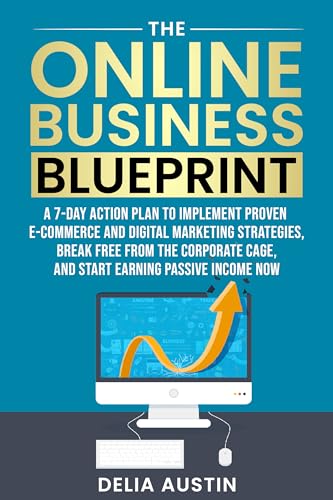 THE
ONLINE
BUSINESS
BLUEPRINT
A 7-DAY ACTION PLAN TO IMPLEMENT PROVEN
E-COMMERCE AND DIGITAL MARKETING STRATEGIES,
BREAK FREE FROM THE CORPORATE CAGE,
AND START EARNING PASSIVE INCOME NOW
DELIA AUSTIN